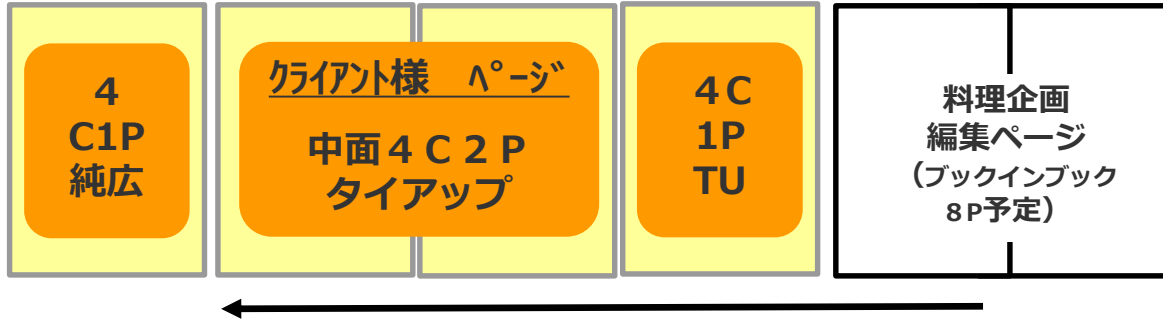 4
C1P
純広
クライアント様　ページ
中面４Ｃ２Ｐ
タイアップ
４Ｃ
1P
TU
料理企画
編集ページ
（ブックインブック
８P予定）